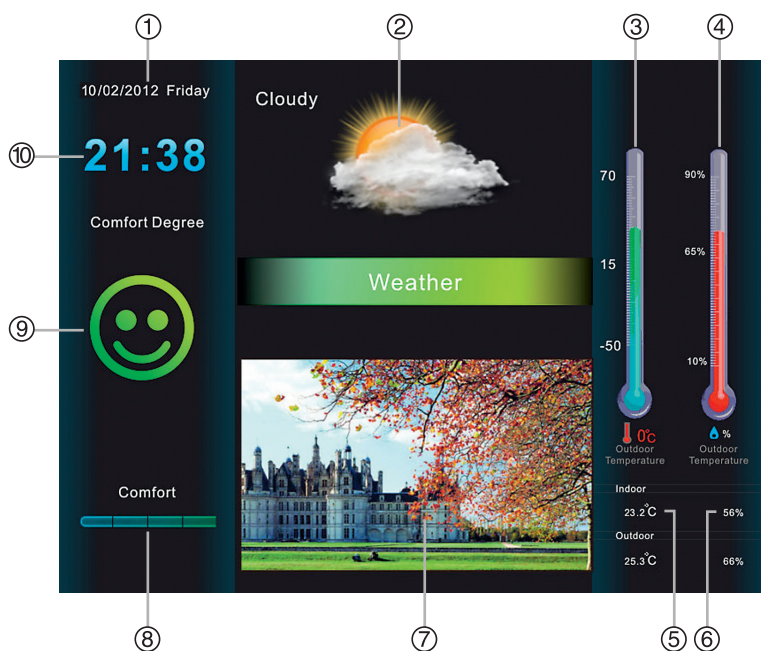 ① ② ③ ④
10/02/2012 Friday
Cloudy
⑩ 21:38
70
90%
Comfort Degree
65%
15
Weather
⑨
-50
10%
0°C
%
Outdoor
Temperature
Outdoor
Temperature
Comfort
Indoor
23.2°C 56%
Outdoor
25.3°C 66%
⑧ ⑦ ⑤ ⑥